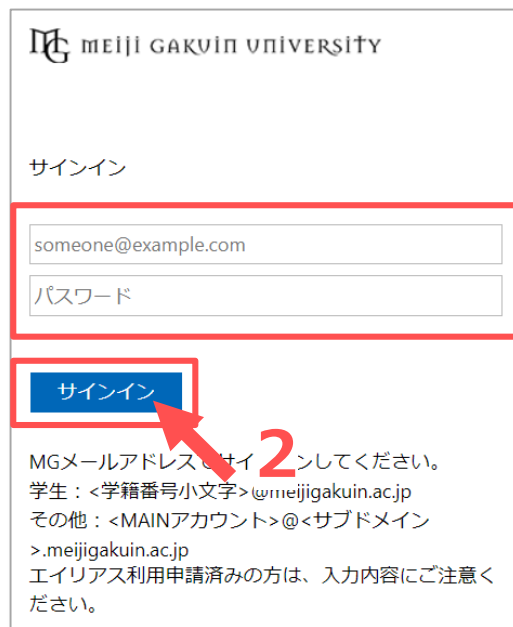 MG MEIJI GAKUIN UNIVERSITY
サインイン
someone@example.com
パスワード
サインイン
2
MGメールアドレス サイ ンしてください。
学生：<学籍番号小文字>@meijigakuin.ac.jp
その他：<MAINアカウント>@<サブドメイン
>.meijigakuin.ac.jp
エイリアス利用申請済みの方は、入力内容にご注意く
ださい。